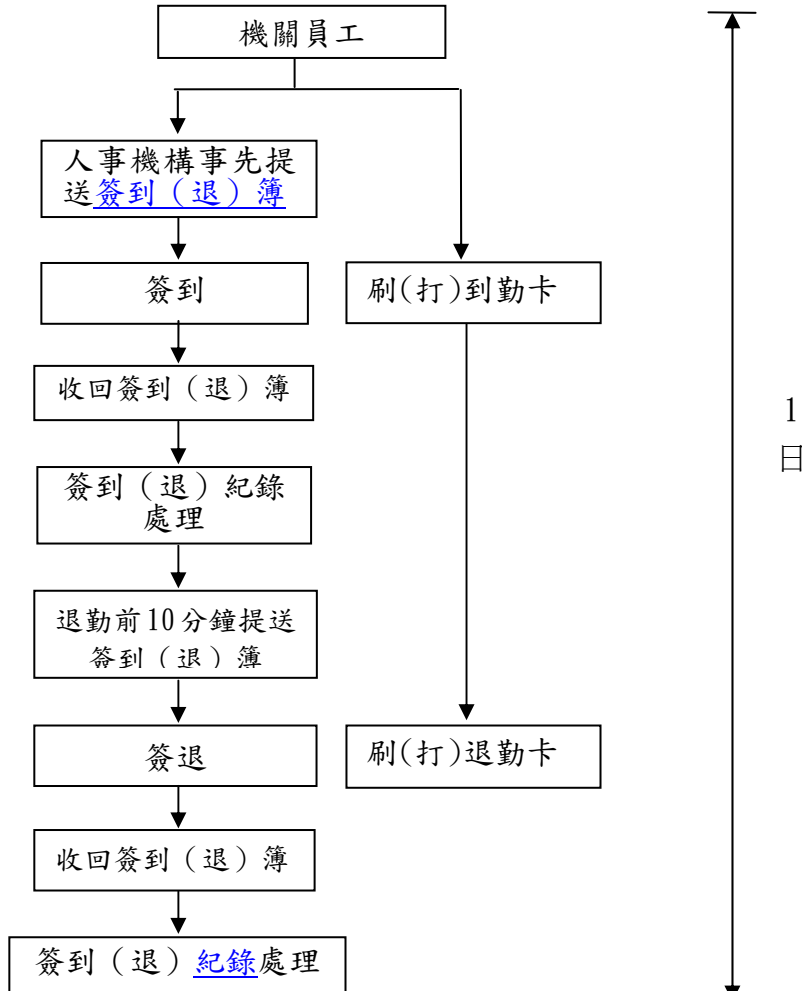 機關員工
人事機構事先提
送簽到（退）簿
簽到
刷(打)到勤卡
收回簽到（退）簿
簽到（退）紀錄
處理
退勤前10分鐘提送
簽到（退）簿
簽退
刷(打)退勤卡
收回簽到（退）簿
簽到（退）紀錄處理
1
日